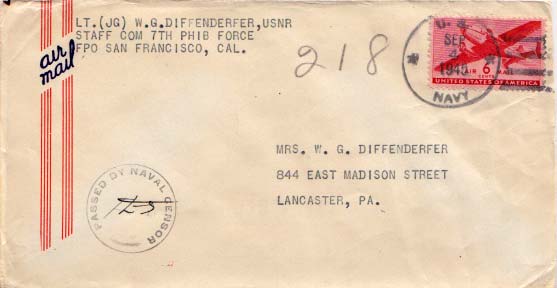 LT.(JG) W.G.DIFFENDERFER,USNR
STAFF COM 7TH PHIB FORCE
FPO SAN FRANCISCO, CAL.
air
mail
218
U. S.
SEP
4
1945
NAVY
AIR 6 CENTS MAIL
UNITED STATES OF AMERICA
MRS. W. G. DIFFENDERFER
844 EAST MADISON STREET
LANCASTER, PA.
PASSED BY NAVAL CENSOR